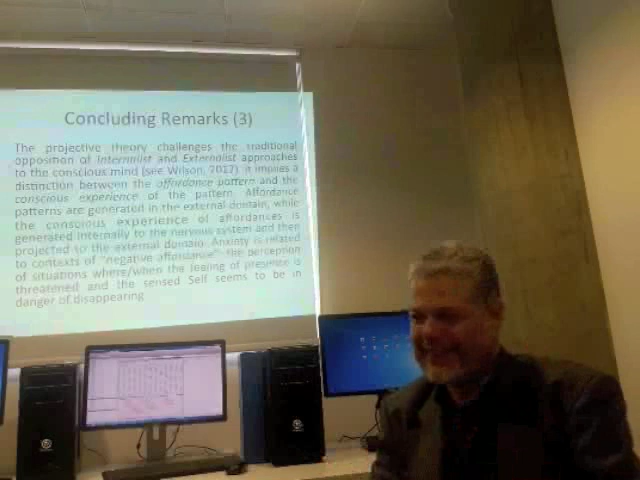 Concluding Remarks (3)
The projective theory challenges the traditional
opposition of Internalist and Externalist approaches
to the conscious mind (see Wilson, 2017). It implies a
distinction between the affordance pattern and the
conscious experience of the pattern. Affordance
patterns are generated in the external domain, while
the conscious experience of affordances is
generated internally to the nervous system and then
projected to the external domain. Anxiety is related
to contexts of "negative affordance": the perception
of situations where/when the feeling of presence is
threatened and the sensed Self seems to be in
danger of disappearing